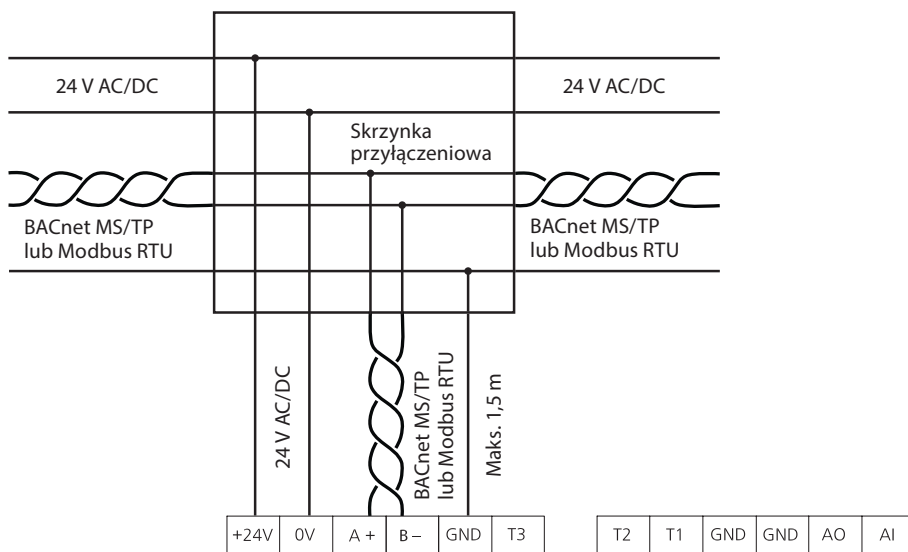 24 V AC/DC
24 V AC/DC
Skrzynka
przyłączeniowa
BACnet MS/TP
lub Modbus RTU
BACnet MS/TP
lub Modbus RTU
24 V AC/DC
BACnet MS/TP
lub Modbus RTU
Maks. 1,5 m
+24V 0V A + B – GND T3 T2 T1 GND GND AO AI